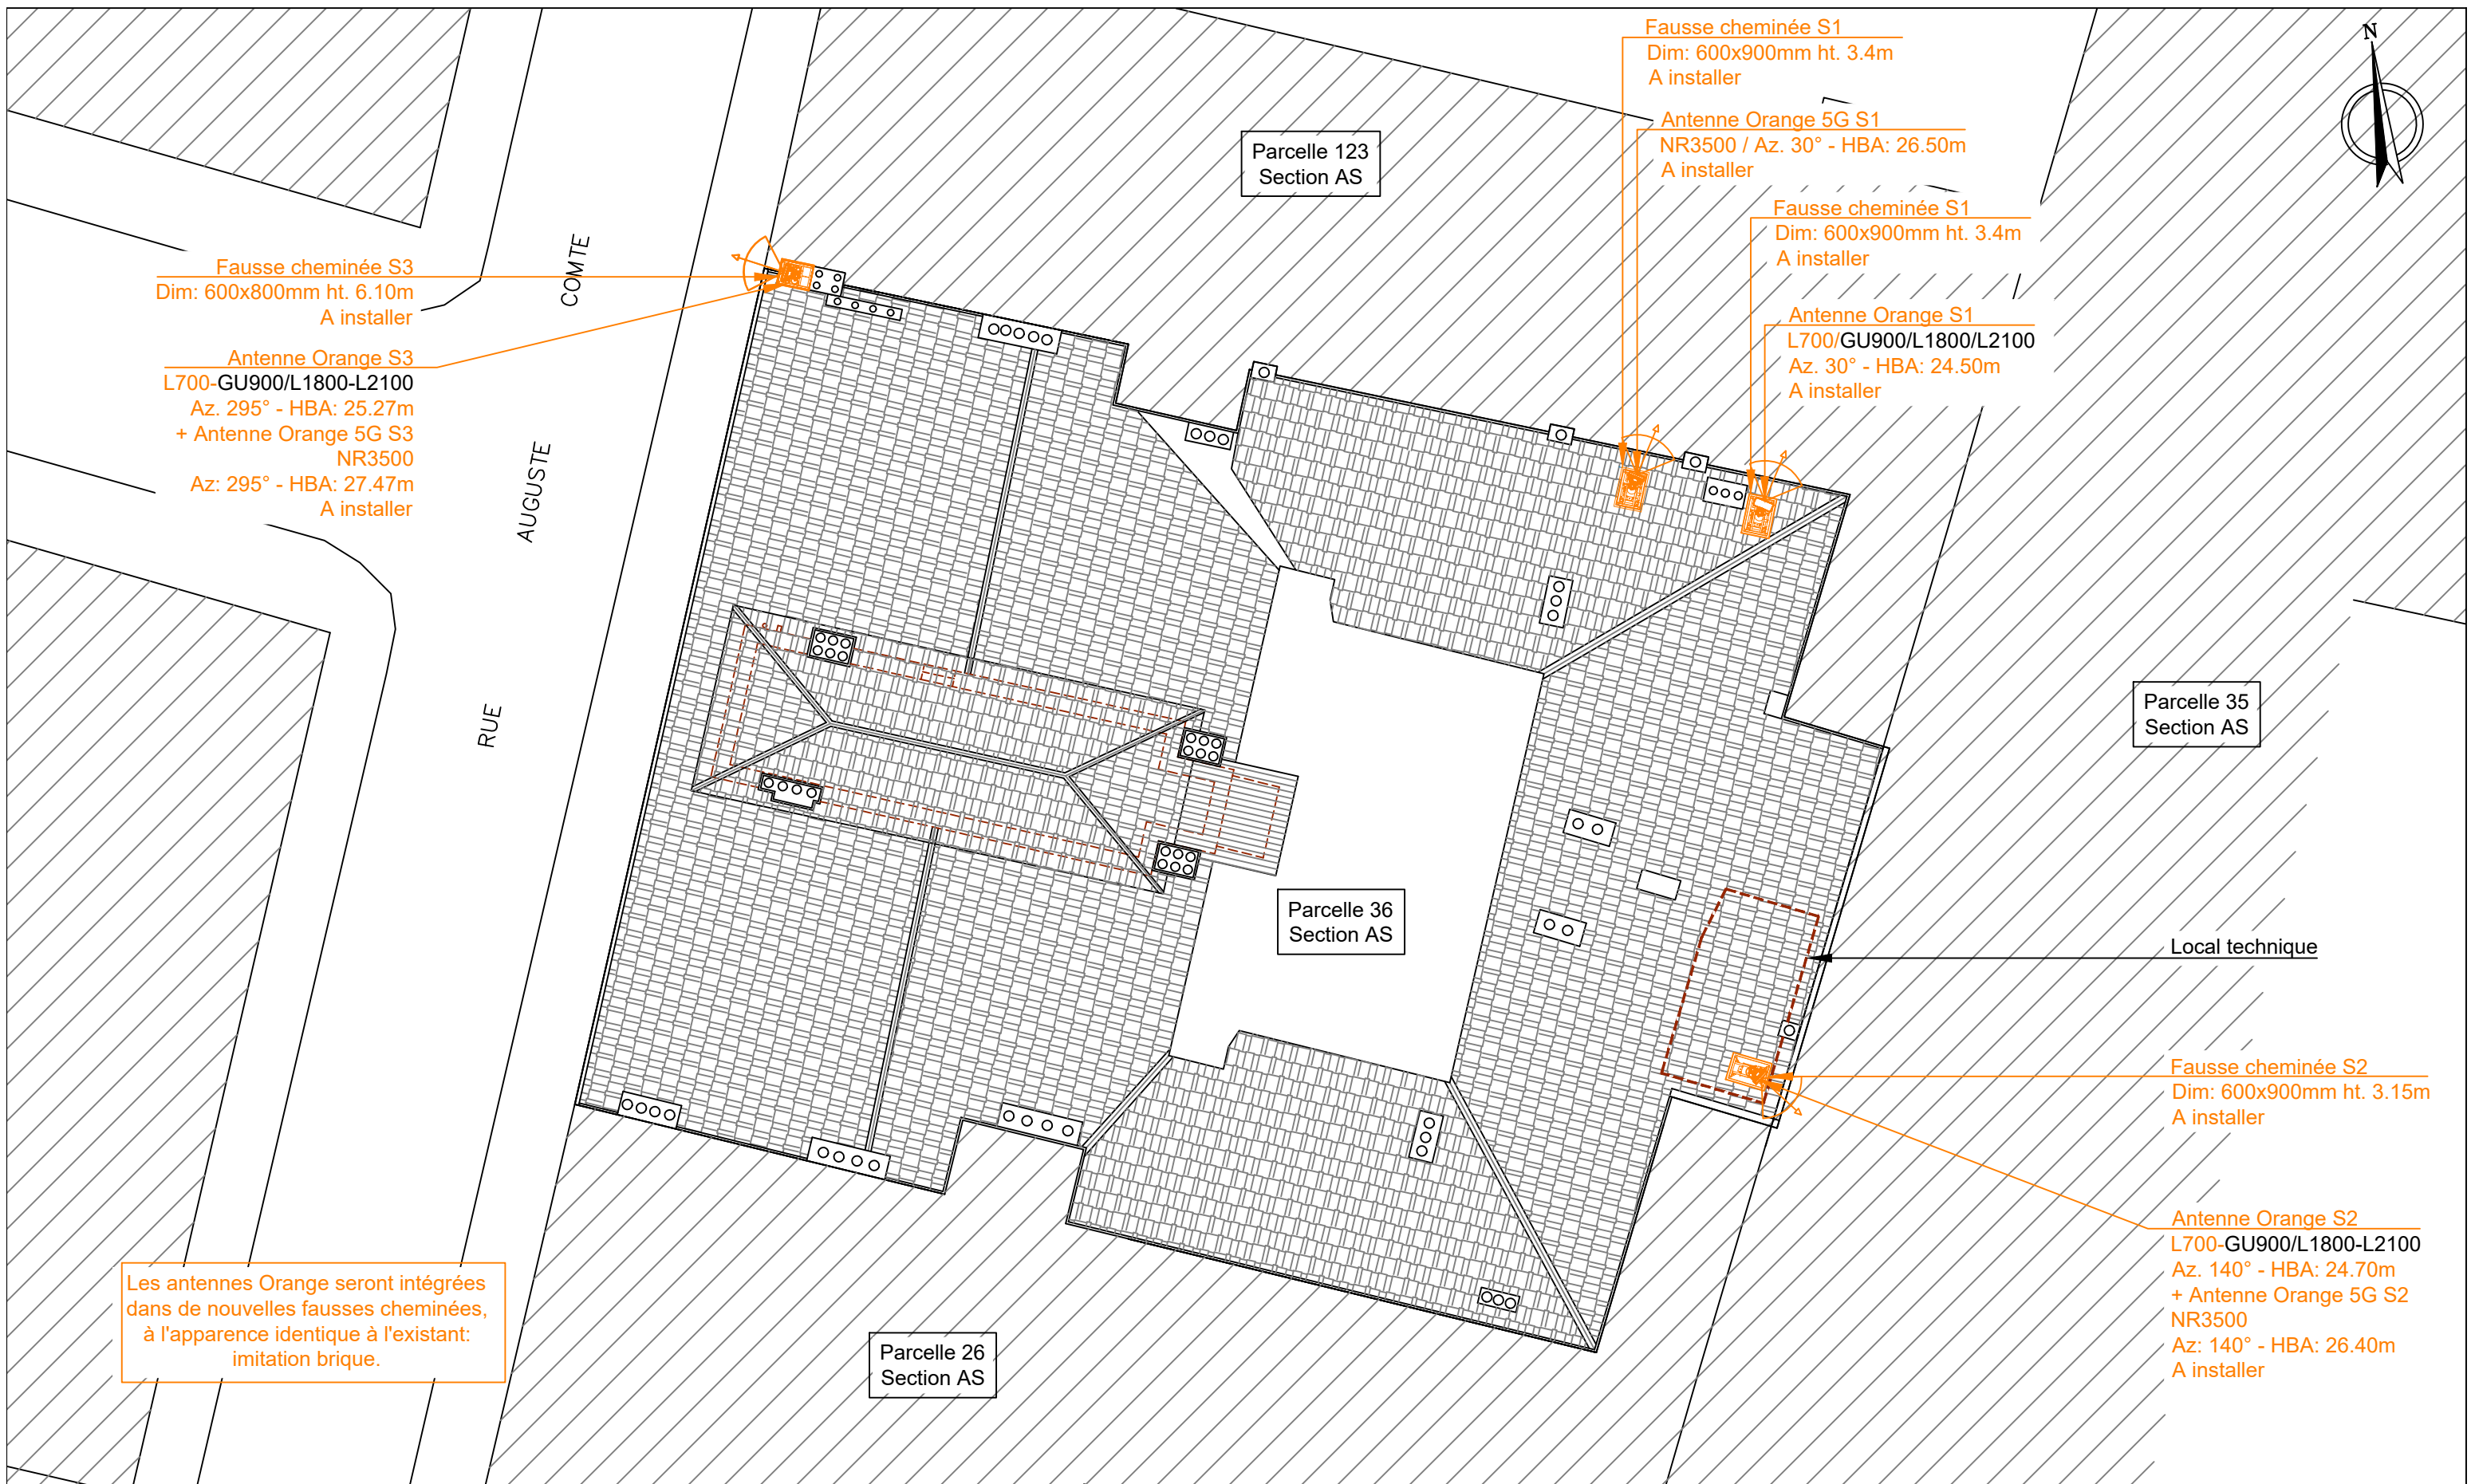 Fausse cheminée S1
Dim: 600x900mm ht. 3.4m
A installer
N
Antenne Orange 5G S1
NR3500 / Az. 30° - HBA: 26.50m
A installer
Parcelle 123
Section AS
Fausse cheminée S1
Dim: 600x900mm ht. 3.4m
A installer
Fausse cheminée S3
Dim: 600x800mm ht. 6.10m
A installer
Antenne Orange S1
L700/GU900/L1800/L2100
Az. 30° - HBA: 24.50m
A installer
Antenne Orange S3
L700-GU900/L1800-L2100
Az. 295° - HBA: 25.27m
+ Antenne Orange 5G S3
NR3500
Az: 295° - HBA: 27.47m
A installer
RUE AUGUSTE COMTE
Parcelle 35
Section AS
Parcelle 36
Section AS
Local technique
Fausse cheminée S2
Dim: 600x900mm ht. 3.15m
A installer
Antenne Orange S2
L700-GU900/L1800-L2100
Az. 140° - HBA: 24.70m
+ Antenne Orange 5G S2
NR3500
Az: 140° - HBA: 26.40m
A installer
Les antennes Orange seront intégrées
dans de nouvelles fausses cheminées,
à l'apparence identique à l'existant:
imitation brique.
Parcelle 26
Section AS